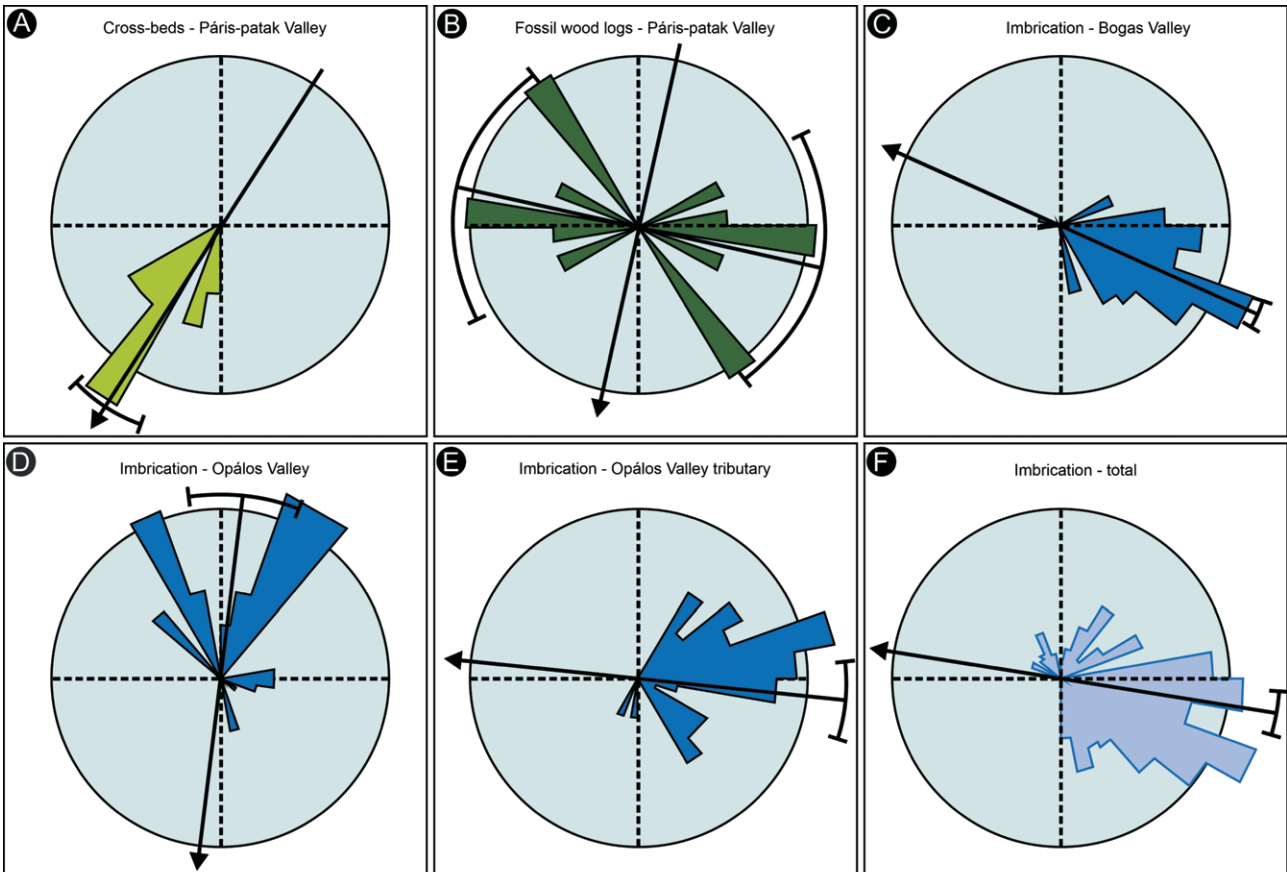 A
Cross-beds - Páris-patak Valley
B
Fossil wood logs - Páris-patak Valley
C
Imbrication - Bogas Valley
D
Imbrication - Opálos Valley
E
Imbrication - Opálos Valley tributary
F
Imbrication - total